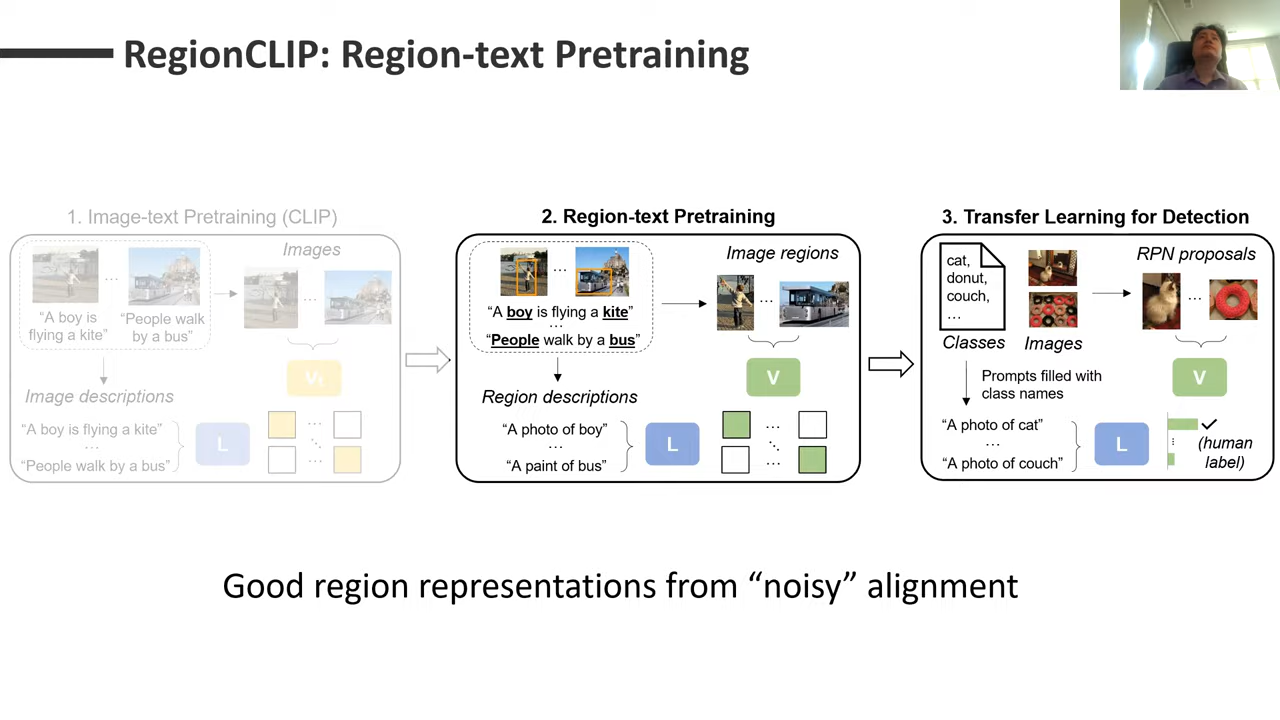 RegionCLIP: Region-text Pretraining
1. Image-text Pretraining (CLIP)
Images
...
"A boy is
flying a kite"
"People walk
by a bus"
...
Vt
Image descriptions
"A boy is flying a kite"
...
"People walk by a bus"
L
...
...
2. Region-text Pretraining
Image regions
...
"A boy is flying a kite"
...
"People walk by a bus"
...
V
Region descriptions
"A photo of boy"
...
"A paint of bus"
L
...
...
3. Transfer Learning for Detection
cat,
donut,
couch,
...
Classes
Images
RPN proposals
...
V
Prompts filled with
class names
"A photo of cat"
...
"A photo of couch"
L
(human
label)
Good region representations from “noisy” alignment